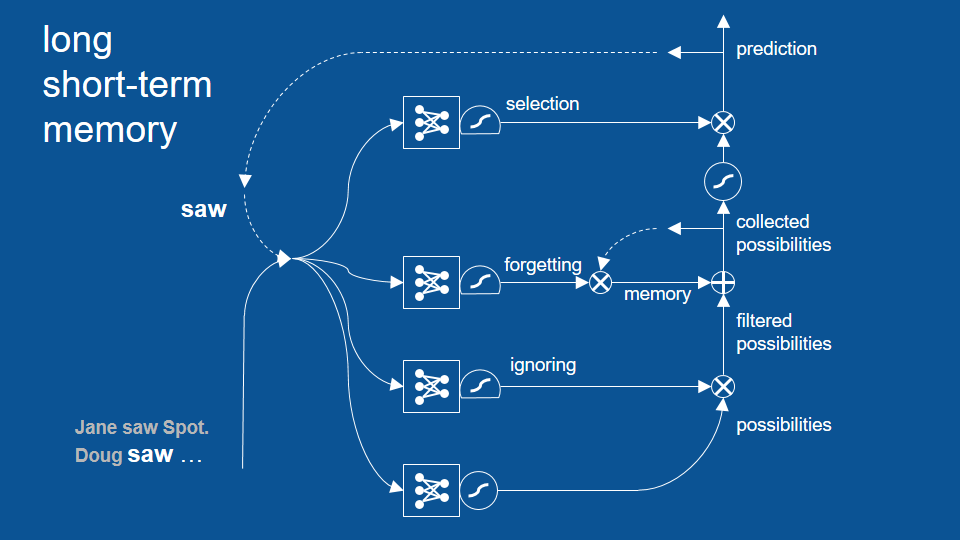 long
short-term
memory
prediction
selection
saw
collected
possibilities
forgetting
memory
filtered
possibilities
ignoring
Jane saw Spot.
Doug saw ...
possibilities